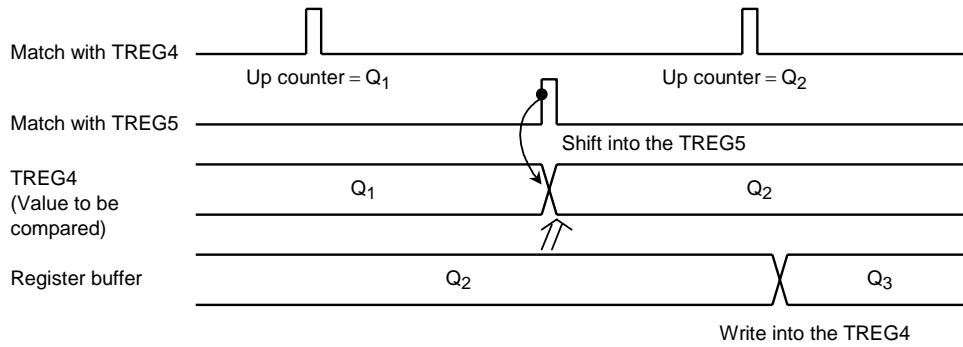 Match with TREG4
Up counter = Q₁
Up counter = Q₂
Match with TREG5
Shift into the TREG5
TREG4
(Value to be
compared)
Q₁
Q₂
Register buffer
Q₂
Q₃
Write into the TREG4